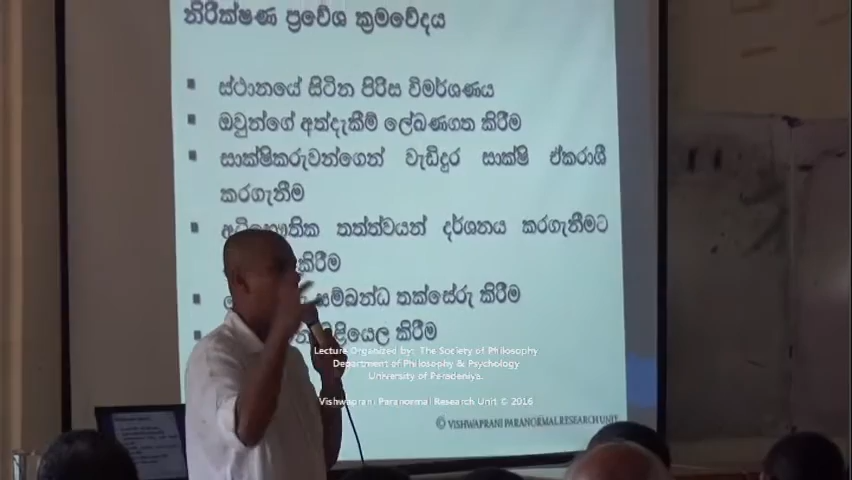 නිරීක්ෂණ ප්‍රවේශ ක්‍රමවේදය
ස්ථානයේ සිටින පිරිස විමර්ශණය
ඔවුන්ගේ අත්දැකීම් ලේඛණගත කිරීම
සාක්ෂිකරුවන්ගෙන් වැඩිදුර සාක්ෂි ඒකරාශී
කරගැනීම
තත්ත්වයන් දර්ශනය කරගැනීමට
කිරීම
සම්බන්ධ තක්සේරු කිරීම
පිළියෙල කිරීම
Lecture Organized by: The Society of Philosophy
Department of Philosophy & Psychology
University of Peradeniya.
Vishwaprani Paranormal Research Unit © 2016
© VISHWAPRANI PARANORMAL RESEARCH UNIT